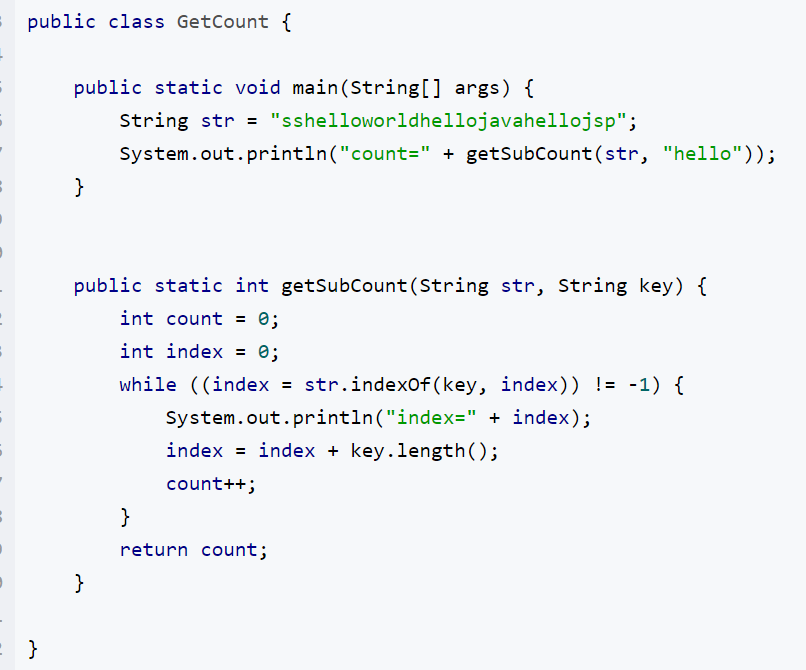 public class GetCount {
public static void main(String[] args) {
String str = "sshelloworldhellojavahellojsp";
System.out.println("count=" + getSubCount(str, "hello"));
}
public static int getSubCount(String str, String key) {
int count = 0;
int index = 0;
while ((index = str.indexOf(key, index)) != -1) {
System.out.println("index=" + index);
index = index + key.length();
count++;
}
return count;
}
}